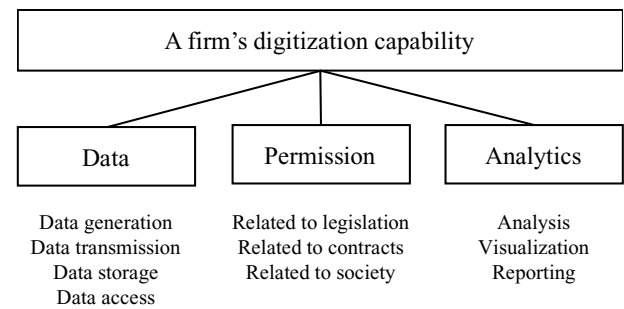 A firm’s digitization capability
Data
Permission
Analytics
Data generation
Data transmission
Data storage
Data access
Related to legislation
Related to contracts
Related to society
Analysis
Visualization
Reporting